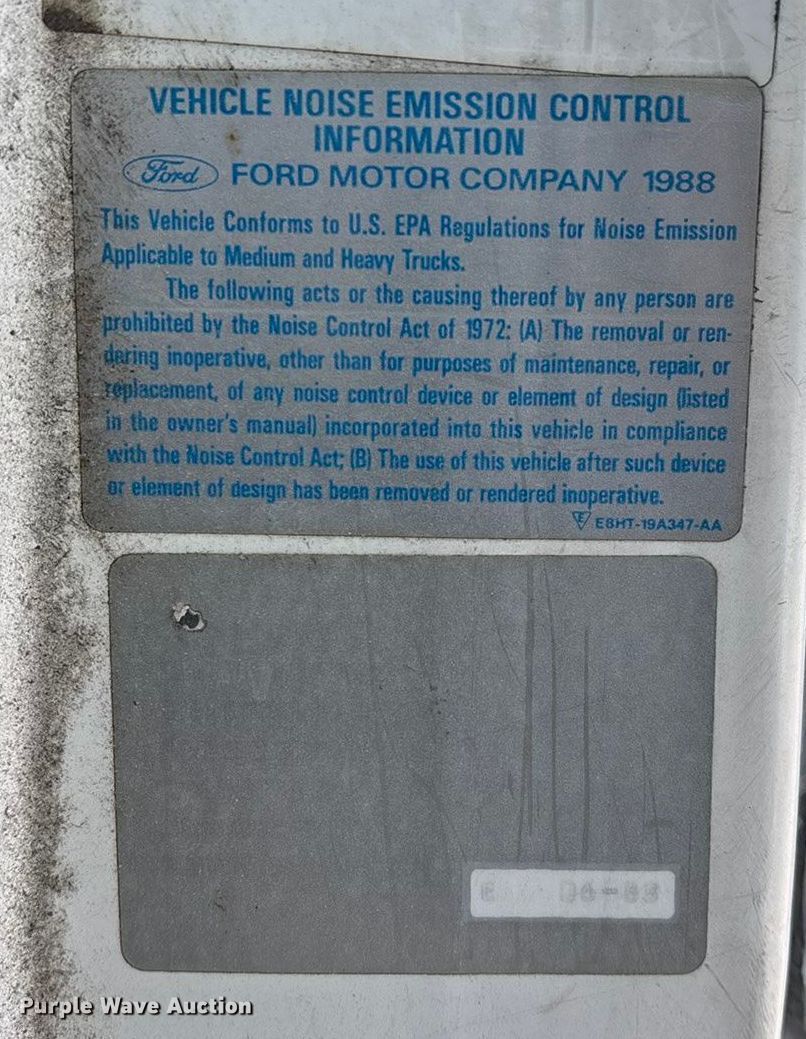 VEHICLE NOISE EMISSION CONTROL
INFORMATION
Ford FORD MOTOR COMPANY 1988
This Vehicle Conforms to U.S. EPA Regulations for Noise Emission
Applicable to Medium and Heavy Trucks.
The following acts or the causing thereof by any person are
prohibited by the Noise Control Act of 1972: (A) The removal or ren-
dering inoperative, other than for purposes of maintenance, repair, or
replacement, of any noise control device or element of design (listed
in the owner's manual) incorporated into this vehicle in compliance
with the Noise Control Act; (B) The use of this vehicle after such device
or element of design has been removed or rendered inoperative.
E E8HT-19A347-AA
Purple Wave Auction